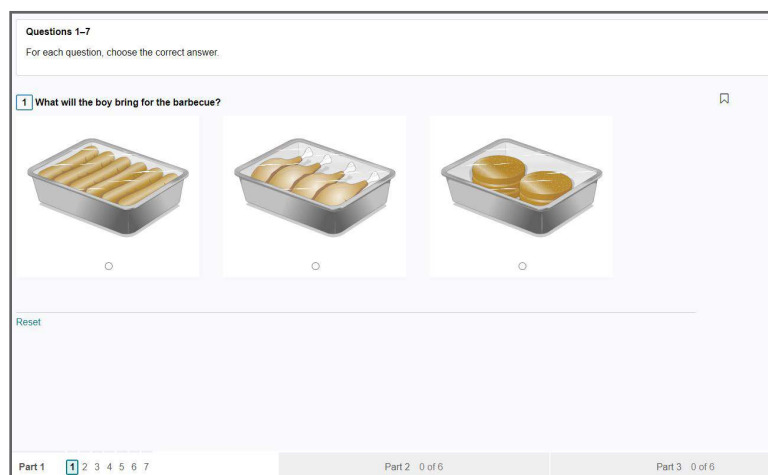 Questions 1–7
For each question, choose the correct answer.
1 What will the boy bring for the barbecue?
Reset
Part 1 1 2 3 4 5 6 7 Part 2 0 of 6 Part 3 0 of 6